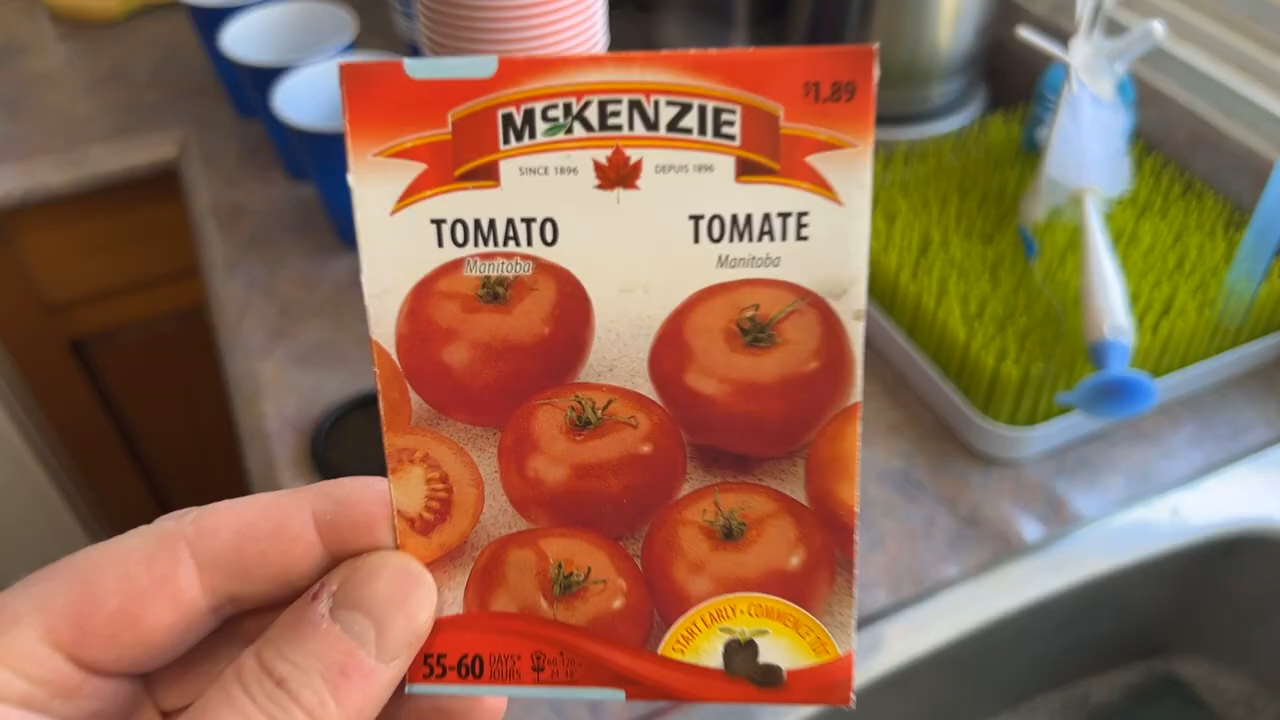 $1.89
McKENZIE
SINCE 1896
DEPUIS 1896
TOMATO
Manitoba
TOMATE
Manitoba
START EARLY • COMMENCE TÔT
55-60 DAYS* JOURS